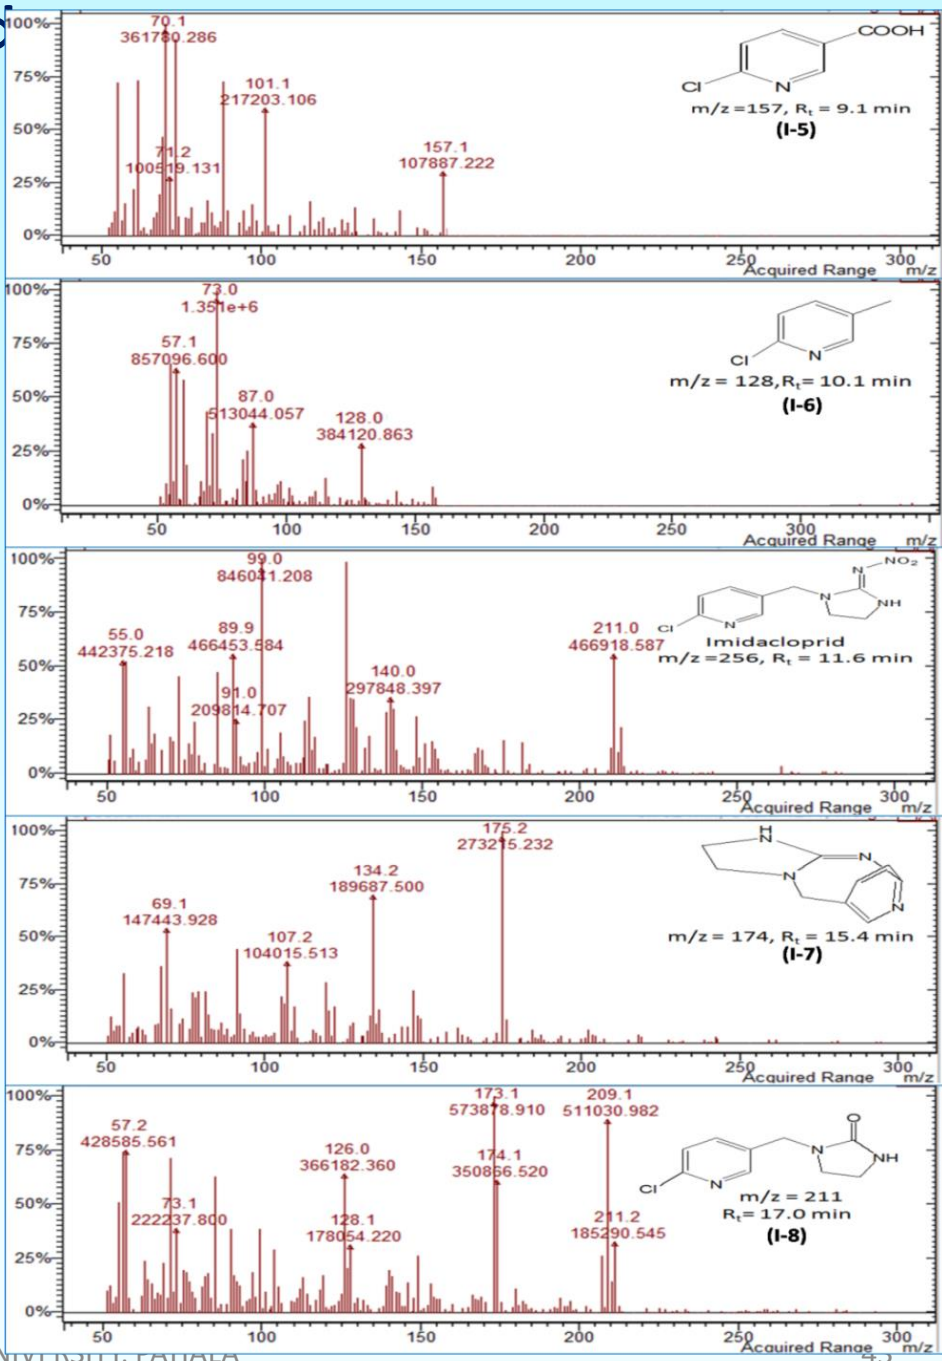 100%
70.1
361780.286
COOH
75%
101.1
217203.106
Cl
N
m/z=157, Rt = 9.1 min
50%
(I-5)
71.2
100519.131
157.1
107887.222
25%
0%
50 100 150 200 250 300
Acquired Range m/z
100%
73.0
1.351e+6
75%
57.1
857096.600
Cl
N
m/z = 128,Rt= 10.1 min
50%
87.0
513044.057
(I-6)
128.0
384120.863
25%
0%
50 100 150 200 250 300
Acquired Range m/z
100%
99.0
846041.208
N NO2
75%
N NH
Cl N
55.0
442375.218
89.9
466453.584
211.0
466918.587
Imidacloprid
m/z=256, Rt = 11.6 min
50%
91.0
209814.707
140.0
297848.397
25%
0%
50 100 150 200 250 300
Acquired Range m/z
100%
175.2
273215.232
H
N
N
N
N
75%
134.2
189687.500
69.1
147443.928
50%
107.2
104015.513
m/z = 174, Rt = 15.4 min
(I-7)
25%
0%
50 100 150 200 250 300
Acquired Range m/z
100%
173.1
573878.910
209.1
511030.982
O
57.2
428585.561
N NH
75%
126.0
366182.360
174.1
350866.520
Cl N
m/z = 211
Rt= 17.0 min
50%
73.1
222237.800
128.1
178054.220
211.2
185290.545
(I-8)
25%
0%
50 100 150 200 250 300
Acquired Range m/z